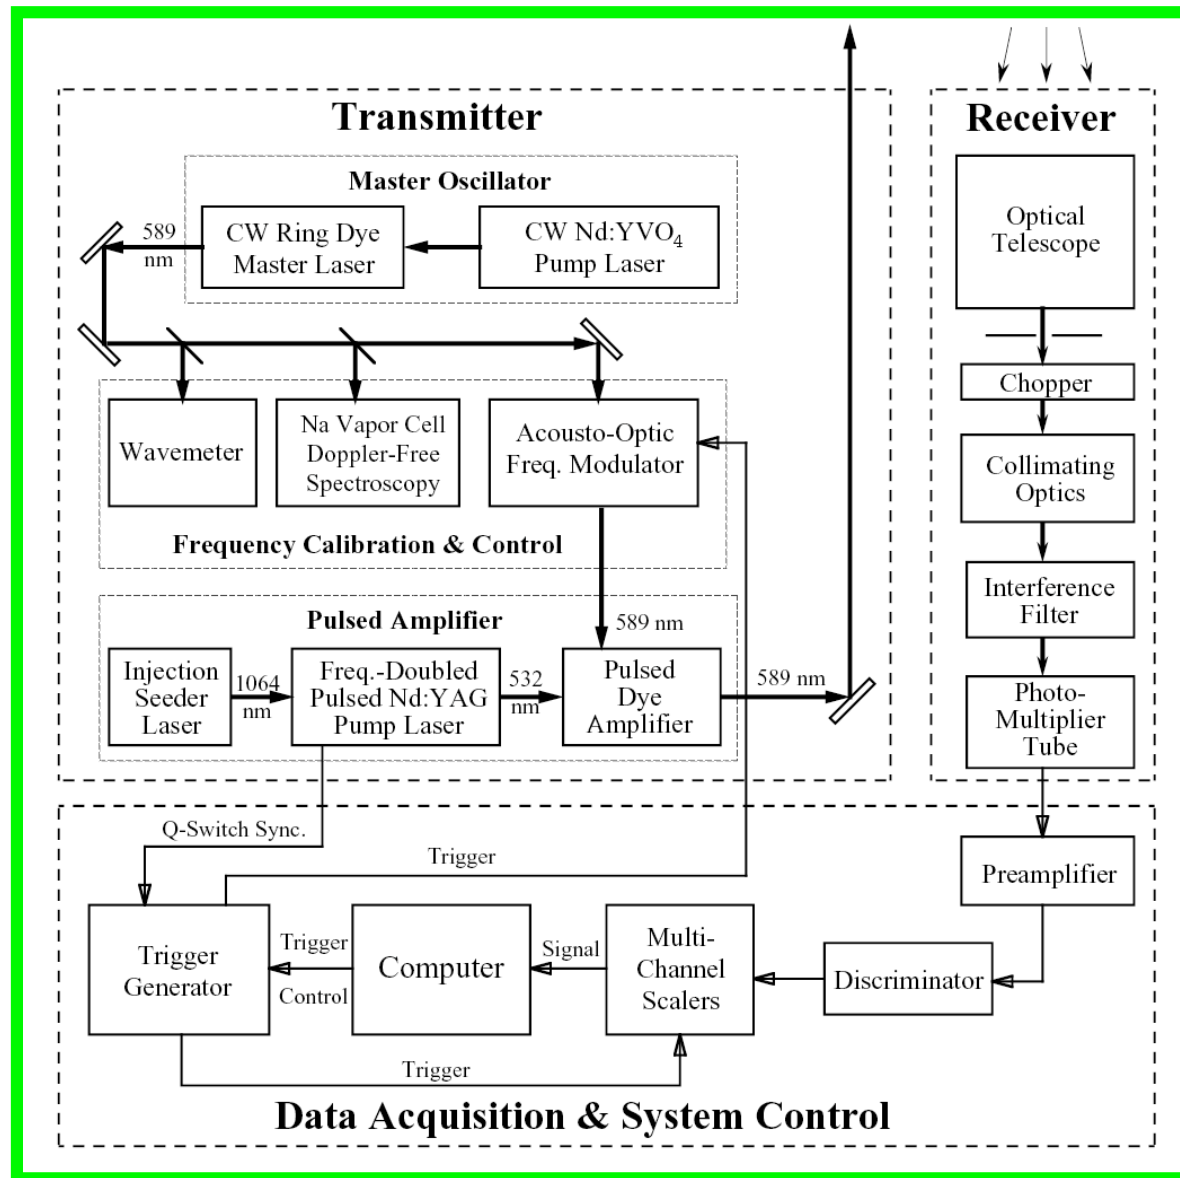 Transmitter
Master Oscillator
589
nm
CW Ring Dye
Master Laser
CW Nd:YVO4
Pump Laser
Wavemeter
Na Vapor Cell
Doppler-Free
Spectroscopy
Acousto-Optic
Freq. Modulator
Frequency Calibration & Control
Pulsed Amplifier
589 nm
Injection
Seeder
Laser
1064
nm
Freq.-Doubled
Pulsed Nd:YAG
Pump Laser
532
nm
Pulsed
Dye
Amplifier
589 nm
Receiver
Optical
Telescope
Chopper
Collimating
Optics
Interference
Filter
Photo-
Multiplier
Tube
Q-Switch Sync.
Trigger
Preamplifier
Trigger
Generator
Trigger
Control
Computer
Signal
Multi-
Channel
Scalers
Discriminator
Trigger
Data Acquisition & System Control